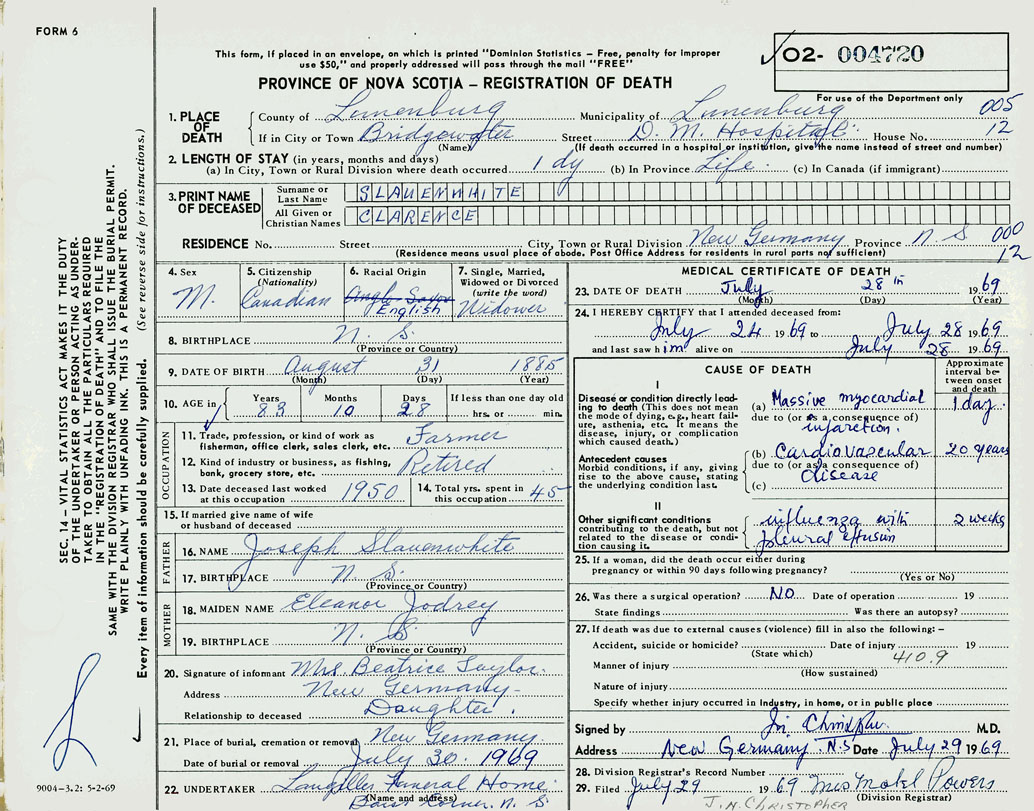 FORM 6
This form, if placed in an envelope, on which is printed "Dominion Statistics – Free, penalty for improper
use $50," and properly addressed will pass through the mail "FREE"
PROVINCE OF NOVA SCOTIA – REGISTRATION OF DEATH
O2- 004720
For use of the Department only
005
12
1. PLACE OF DEATH
County of Lunenburg Municipality of Lunenburg
If in City or Town Bridgewater Street D. M. Hospital House No.
(Name) (If death occurred in a hospital or institution, give the name instead of street and number)
2. LENGTH OF STAY (in years, months and days)
(a) In City, Town or Rural Division where death occurred 1 dy (b) In Province Life (c) In Canada (if immigrant)
3. PRINT NAME OF DECEASED
Surname or Last Name SLAUENWHITE
All Given or Christian Names CLARENCE
RESIDENCE No. Street City, Town or Rural Division New Germany Province N. S 000
(Residence means usual place of abode. Post Office Address for residents in rural parts not sufficient) 12
4. Sex
M.
5. Citizenship
(Nationality)
Canadian
6. Racial Origin
Anglo Saxon
English
7. Single, Married,
Widowed or Divorced
(write the word)
Widower
8. BIRTHPLACE N. S.
(Province or Country)
9. DATE OF BIRTH August 31 1885
(Month) (Day) (Year)
10. AGE in
Years Months Days If less than one day old
83 10 28 hrs. or min.
OCCUPATION
11. Trade, profession, or kind of work as
fisherman, office clerk, sales clerk, etc. Farmer
12. Kind of industry or business, as fishing,
bank, grocery store, etc. Retired
13. Date deceased last worked
at this occupation 1950
14. Total yrs. spent in
this occupation 45
15. If married give name of wife
or husband of deceased
FATHER
16. NAME Joseph Slauenwhite
17. BIRTHPLACE N. S.
(Province or Country)
MOTHER
18. MAIDEN NAME Eleanor Jodrey
19. BIRTHPLACE N. S.
(Province or Country)
20. Signature of informant Mrs. Beatrice Taylor
Address New Germany
Relationship to deceased Daughter.
21. Place of burial, cremation or removal New Germany
Date of burial or removal July 30. 1969
22. UNDERTAKER Funeral Home
(Name and address)
Corner, N. S
MEDICAL CERTIFICATE OF DEATH
23. DATE OF DEATH July 28th 1969
(Month) (Day) (Year)
24. I HEREBY CERTIFY that I attended deceased from:
July 24 1969 to July 28 1969
and last saw him alive on July 28 1969
CAUSE OF DEATH
Approximate
interval between
onset
and death
I
Disease or condition directly leading
to death (This does not mean
the mode of dying, e.g., heart failure,
asthenia, etc. It means the
disease, injury, or complication
which caused death.)
(a) Massive myocardial 1 day
due to (or as a consequence of)
infarction.
Antecedent causes
Morbid conditions, if any, giving
rise to the above cause, stating
the underlying condition last.
(b) Cardiovascular 20 years
due to (or as a consequence of)
(c) disease
II
Other significant conditions
contributing to the death, but not
related to the disease or condition
causing it.
influenza with 2 weeks
pleural effusion
25. If a woman, did the death occur either during
pregnancy or within 90 days following pregnancy?
(Yes or No)
26. Was there a surgical operation? NO Date of operation 19
State findings Was there an autopsy?
27. If death was due to external causes (violence) fill in also the following: –
Accident, suicide or homicide? Date of injury 19
(State which) 410.9
Manner of injury
(How sustained)
Nature of injury
Specify whether injury occurred in Industry, in home, or in public place
Signed by M.D.
Address New Germany N.S Date July 29 1969
28. Division Registrar's Record Number
29. Filed July 29 1969 Mrs Powers
J. H. CHRISTOPHER (Division Registrar)
SEC. 14 – VITAL STATISTICS ACT MAKES IT THE DUTY
OF THE UNDERTAKER OR PERSON ACTING AS UNDERTAKER
TO OBTAIN ALL THE PARTICULARS REQUIRED
IN THE "REGISTRATION OF DEATH" AND TO FILE THE
SAME WITH THE DIVISION REGISTRAR WHO SHALL ISSUE THE BURIAL PERMIT.
WRITE PLAINLY WITH UNFADING INK. THIS IS A PERMANENT RECORD.
Every item of information should be carefully supplied. (See reverse side for instructions.)
9004-3.2: 5-2-69